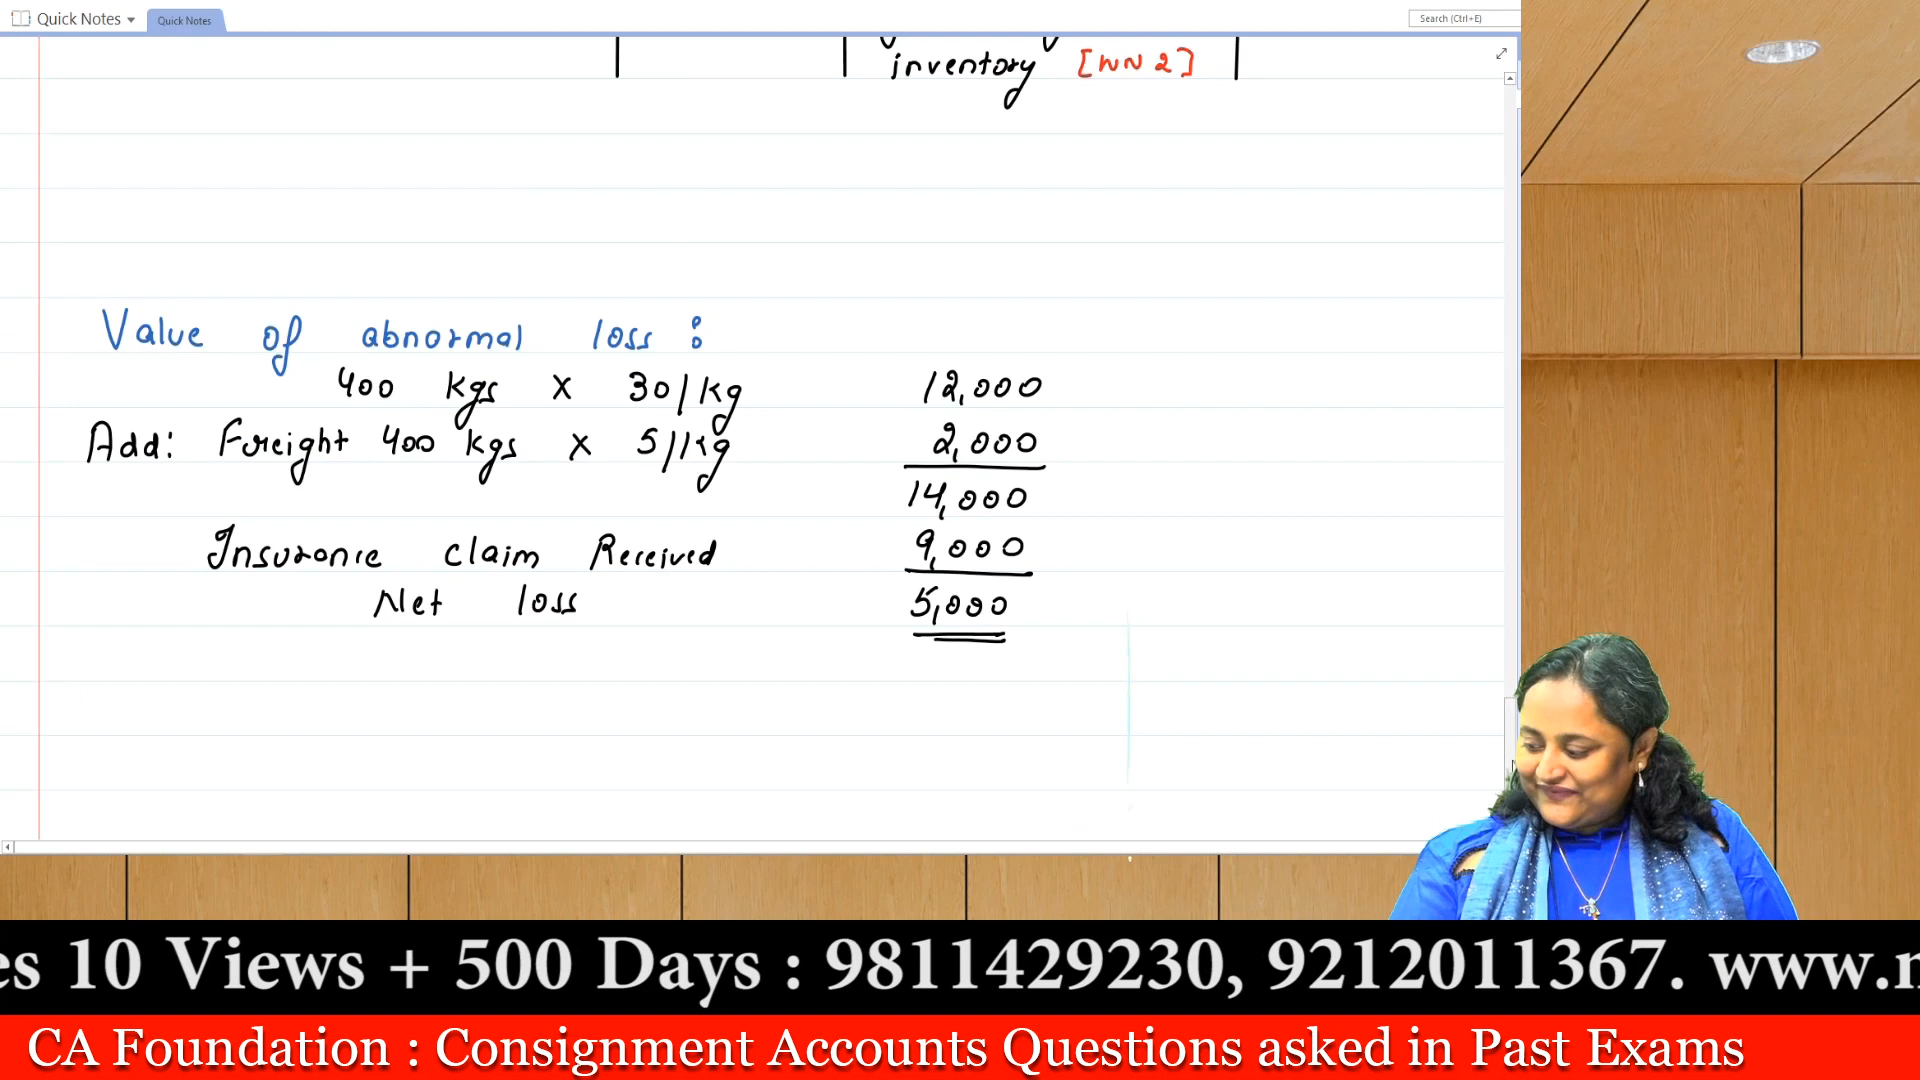 Quick Notes
Quick Notes
Search (Ctrl+E)
inventory [WN 2]
Value of abnormal loss :
400 kgs X 30/kg 12,000
Add: Freight 400 kgs X 5/kg 2,000
14,000
Insurance claim Received 9,000
Net loss 5,000
es 10 Views + 500 Days : 9811429230, 9212011367. www.
CA Foundation : Consignment Accounts Questions asked in Past Exams